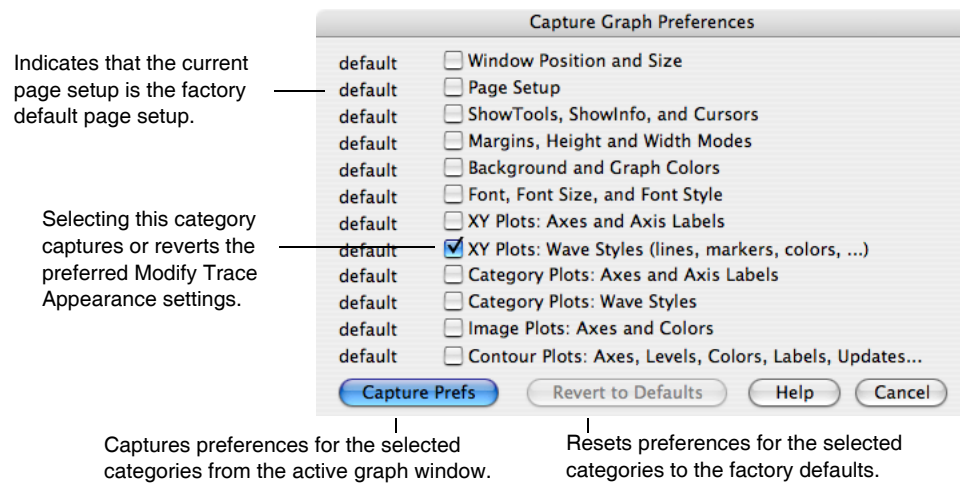 Capture Graph Preferences
Indicates that the current
page setup is the factory
default page setup.
default Window Position and Size
default Page Setup
default ShowTools, ShowInfo, and Cursors
default Margins, Height and Width Modes
default Background and Graph Colors
default Font, Font Size, and Font Style
default XY Plots: Axes and Axis Labels
default XY Plots: Wave Styles (lines, markers, colors, ...)
default Category Plots: Axes and Axis Labels
default Category Plots: Wave Styles
default Image Plots: Axes and Colors
default Contour Plots: Axes, Levels, Colors, Labels, Updates...
Selecting this category
captures or reverts the
preferred Modify Trace
Appearance settings.
Capture Prefs Revert to Defaults Help Cancel
Captures preferences for the selected
categories from the active graph window.
Resets preferences for the selected
categories to the factory defaults.